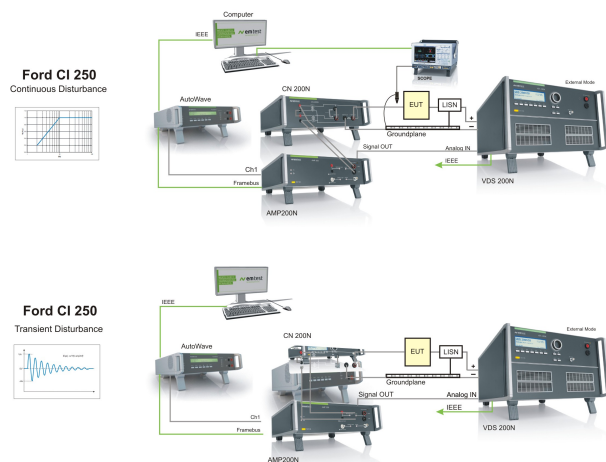 Computer
IEEE
emtest
SCOPE
Ford CI 250
Continuous Disturbance
AutoWave
CN 200N
EUT
LISN
+
–
External Mode
Groundplane
Signal OUT
Analog IN
IEEE
Ch1
Framebus
AMP200N
VDS 200N
IEEE
emtest
Ford CI 250
Transient Disturbance
AutoWave
CN 200N
EUT
LISN
+
–
External Mode
Groundplane
Signal OUT
Analog IN
IEEE
Ch1
Framebus
AMP200N
VDS 200N